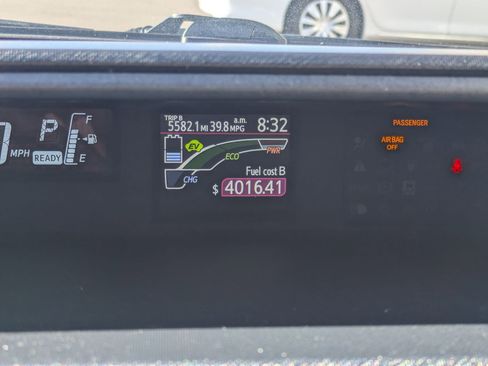 TRIP B
5582.1 MI 39.8 MPG
a.m.
8:32
F
P
0 MPH
READY
E
EV
ECO
PWR
CHG
Fuel cost B
$ 4016.41
PASSENGER
AIR BAG
OFF